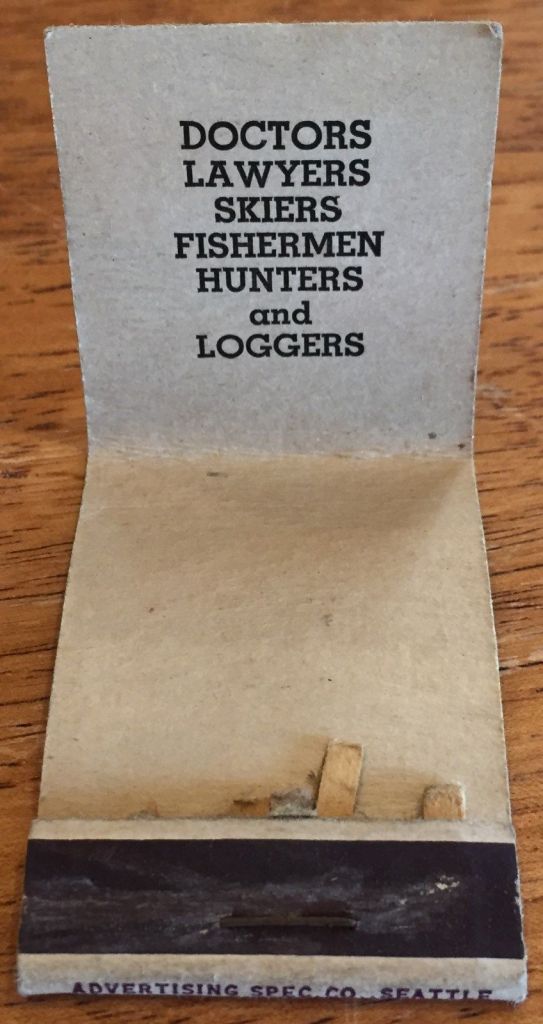 DOCTORS
LAWYERS
SKIERS
FISHERMEN
HUNTERS
and
LOGGERS
ADVERTISING SPEC. CO. SEATTLE